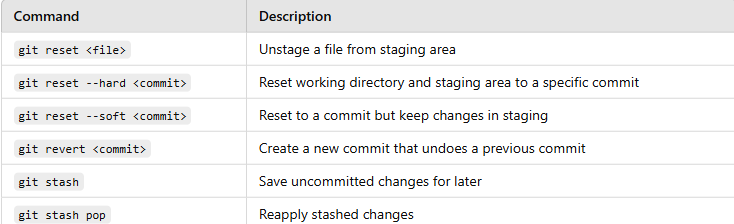 Command Description
git reset <file> Unstage a file from staging area
git reset --hard <commit> Reset working directory and staging area to a specific commit
git reset --soft <commit> Reset to a commit but keep changes in staging
git revert <commit> Create a new commit that undoes a previous commit
git stash Save uncommitted changes for later
git stash pop Reapply stashed changes